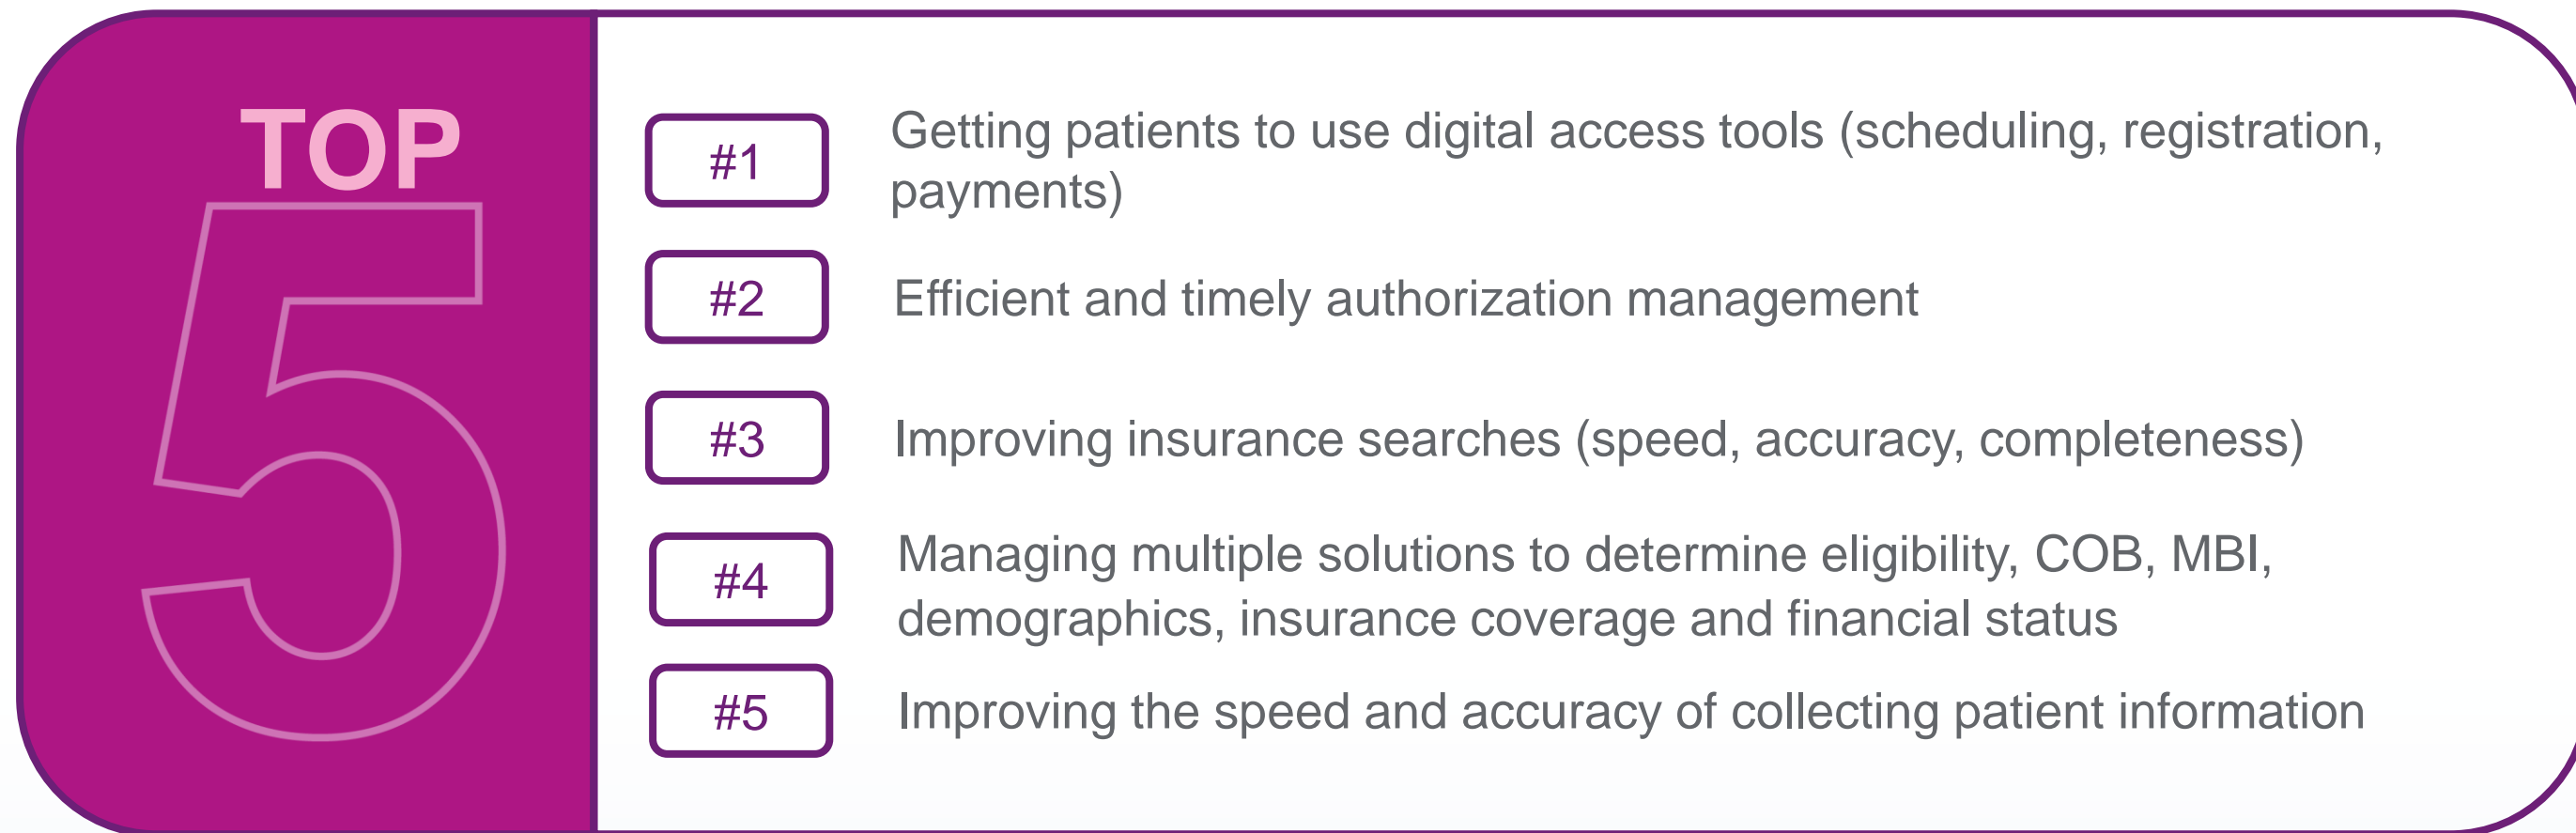 TOP
5
#1
Getting patients to use digital access tools (scheduling, registration,
payments)
#2
Efficient and timely authorization management
#3
Improving insurance searches (speed, accuracy, completeness)
#4
Managing multiple solutions to determine eligibility, COB, MBI,
demographics, insurance coverage and financial status
#5
Improving the speed and accuracy of collecting patient information